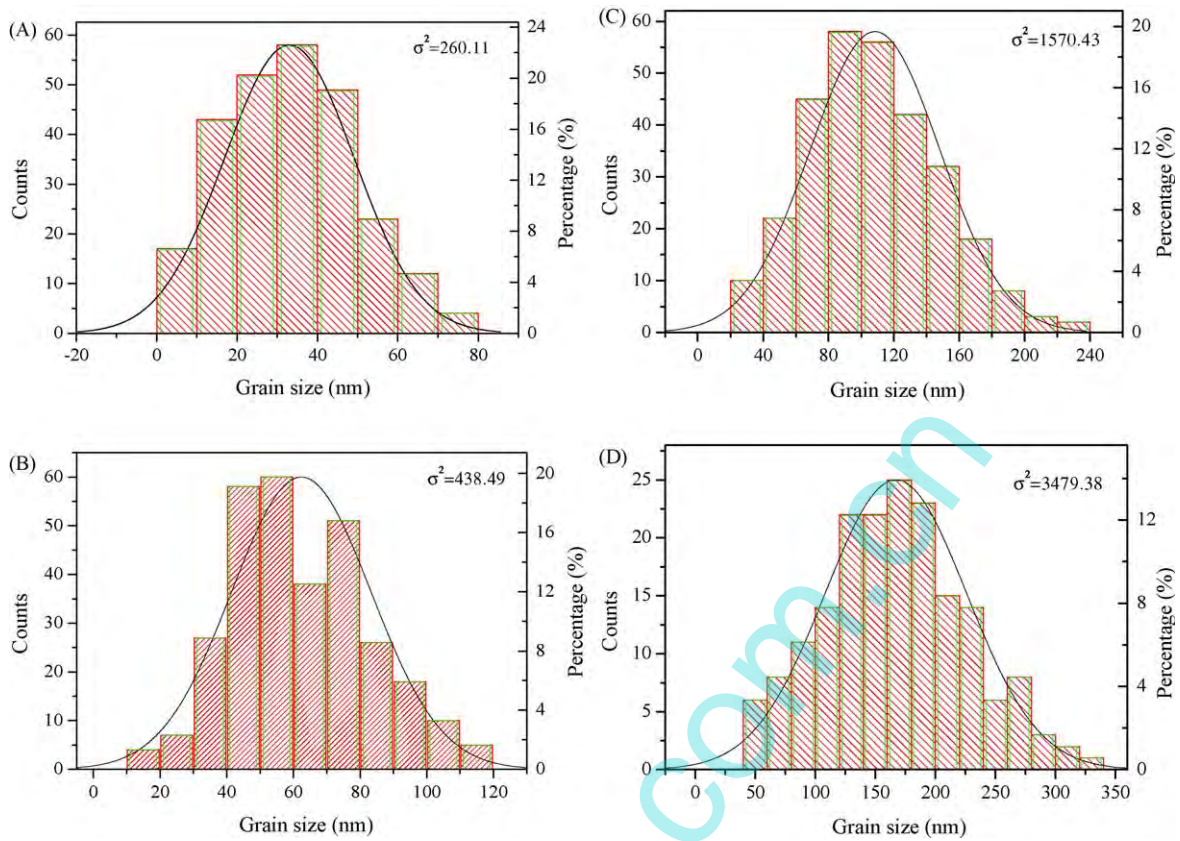 (A)
σ²=260.11
Counts
60
50
40
30
20
10
0
24
20
16
12
8
4
0
Percentage (%)
-20 0 20 40 60 80
Grain size (nm)
(C)
σ²=1570.43
Counts
60
50
40
30
20
10
0
20
16
12
8
4
0
Percentage (%)
0 40 80 120 160 200 240
Grain size (nm)
(B)
σ²=438.49
Counts
60
50
40
30
20
10
0
20
16
12
8
4
0
Percentage (%)
0 20 40 60 80 100 120
Grain size (nm)
(D)
σ²=3479.38
Counts
25
20
15
10
5
0
12
8
4
0
Percentage (%)
0 50 100 150 200 250 300 350
Grain size (nm)
com.cn